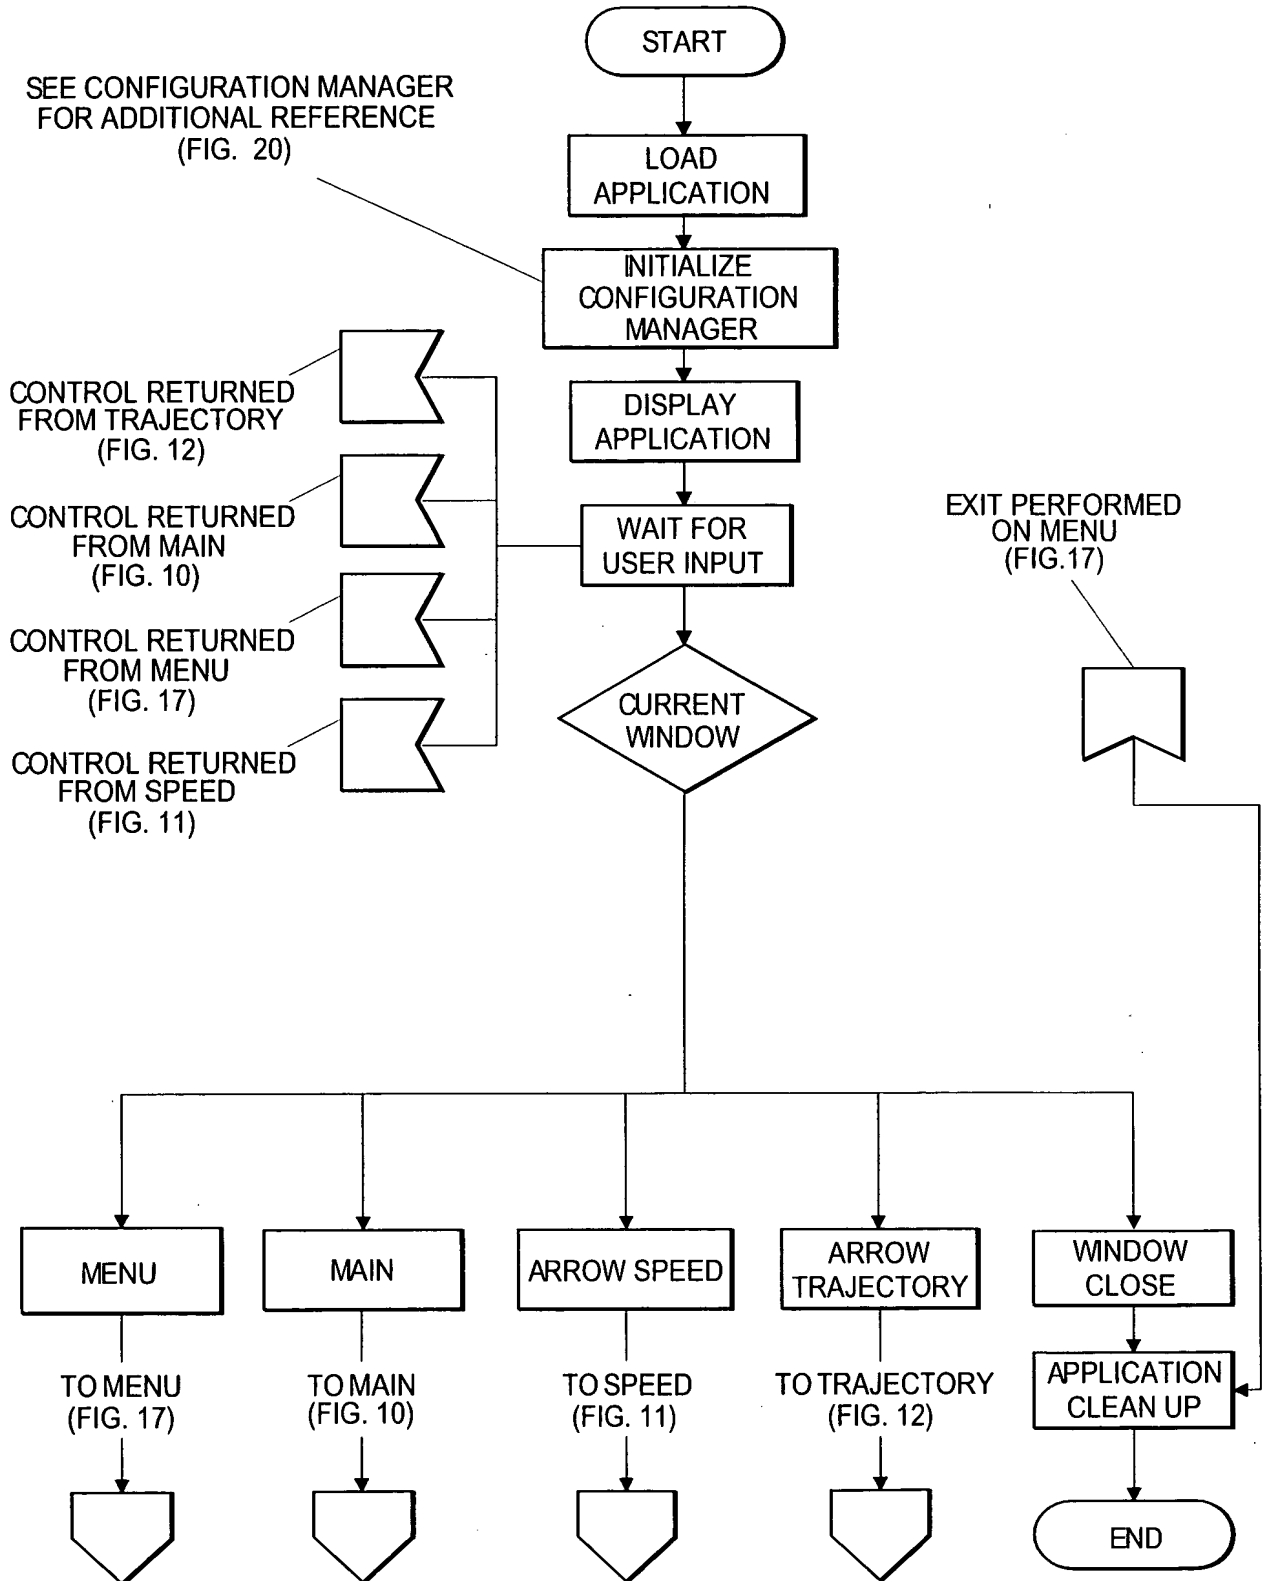 START
SEE CONFIGURATION MANAGER
FOR ADDITIONAL REFERENCE
(FIG. 20)
LOAD
APPLICATION
INITIALIZE
CONFIGURATION
MANAGER
CONTROL RETURNED
FROM TRAJECTORY
(FIG. 12)
DISPLAY
APPLICATION
CONTROL RETURNED
FROM MAIN
(FIG. 10)
WAIT FOR
USER INPUT
EXIT PERFORMED
ON MENU
(FIG.17)
CONTROL RETURNED
FROM MENU
(FIG. 17)
CURRENT
WINDOW
CONTROL RETURNED
FROM SPEED
(FIG. 11)
MENU
MAIN
ARROW SPEED
ARROW
TRAJECTORY
WINDOW
CLOSE
TO MENU
(FIG. 17)
TO MAIN
(FIG. 10)
TO SPEED
(FIG. 11)
TO TRAJECTORY
(FIG. 12)
APPLICATION
CLEAN UP
END